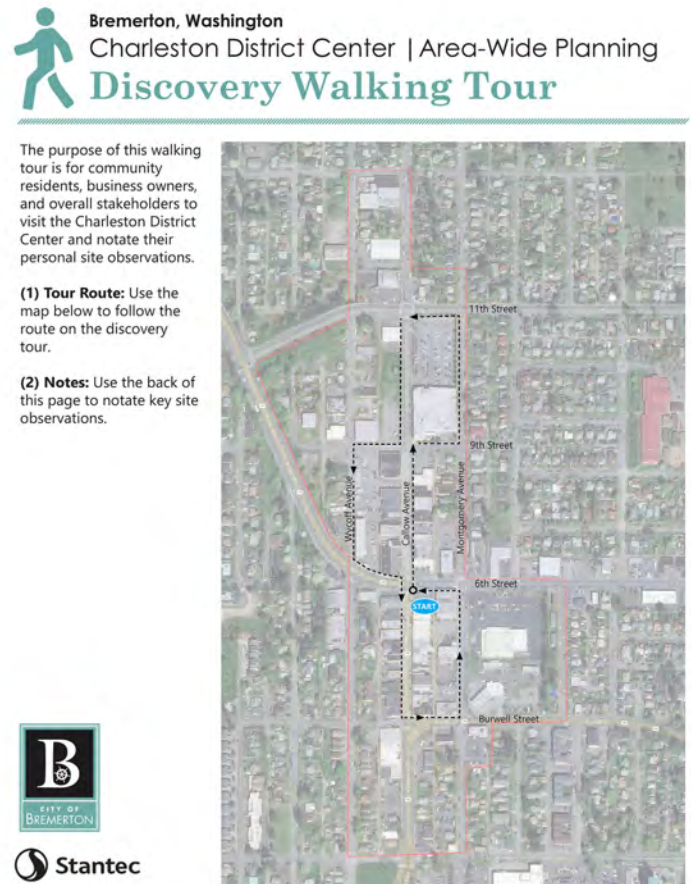 Bremerton, Washington
Charleston District Center | Area-Wide Planning
Discovery Walking Tour
The purpose of this walking
tour is for community
residents, business owners,
and overall stakeholders to
visit the Charleston District
Center and notate their
personal site observations.
(1) Tour Route: Use the
map below to follow the
route on the discovery
tour.
(2) Notes: Use the back of
this page to notate key site
observations.
11th Street
9th Street
Wycoff Avenue
Callow Avenue
Montgomery Avenue
6th Street
START
Burwell Street
B
CITY OF
BREMERTON
Stantec